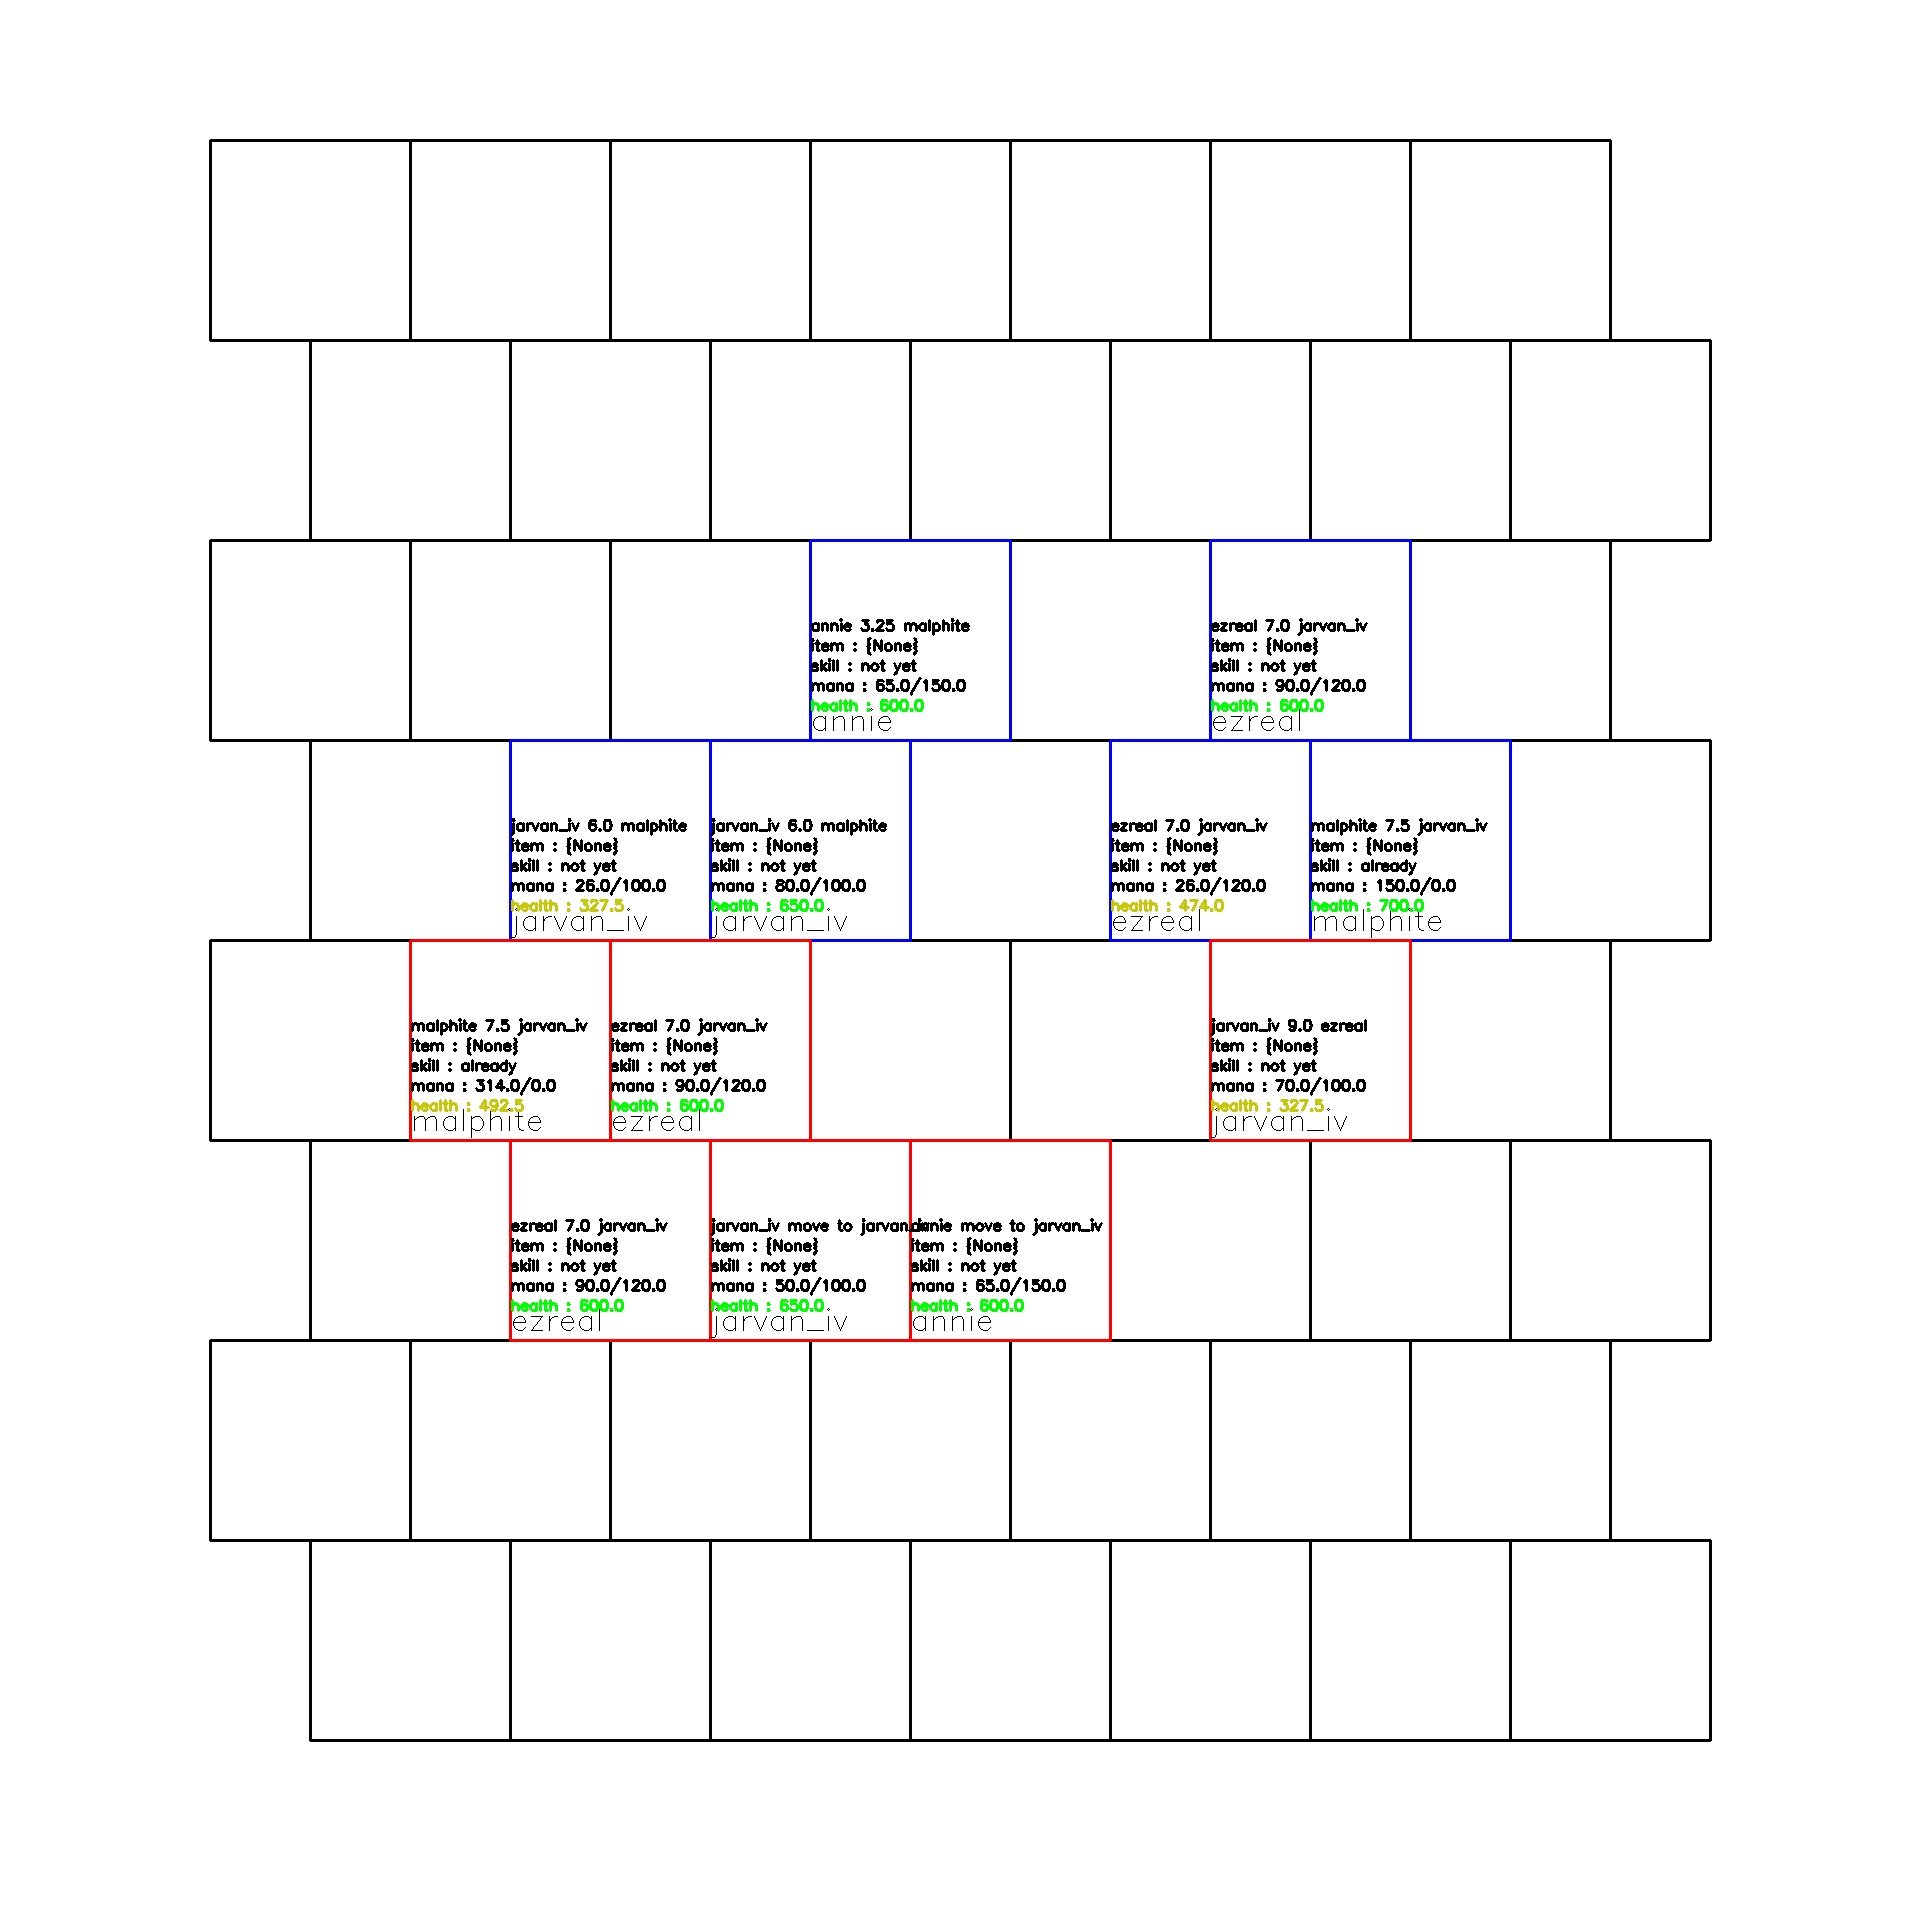 annie 3.25 malphite
item : {None}
skill : not yet
mana : 65.0/150.0
health : 600.0
annie
ezreal 7.0 jarvan_iv
item : {None}
skill : not yet
mana : 90.0/120.0
health : 600.0
ezreal
jarvan_iv 6.0 malphite
item : {None}
skill : not yet
mana : 26.0/100.0
health : 327.5
jarvan_iv
jarvan_iv 6.0 malphite
item : {None}
skill : not yet
mana : 80.0/100.0
health : 650.0
jarvan_iv
ezreal 7.0 jarvan_iv
item : {None}
skill : not yet
mana : 26.0/120.0
health : 474.0
ezreal
malphite 7.5 jarvan_iv
item : {None}
skill : already
mana : 150.0/0.0
health : 700.0
malphite
malphite 7.5 jarvan_iv
item : {None}
skill : already
mana : 314.0/0.0
health : 492.5
malphite
ezreal 7.0 jarvan_iv
item : {None}
skill : not yet
mana : 90.0/120.0
health : 600.0
ezreal
jarvan_iv 9.0 ezreal
item : {None}
skill : not yet
mana : 70.0/100.0
health : 327.5
jarvan_iv
ezreal 7.0 jarvan_iv
item : {None}
skill : not yet
mana : 90.0/120.0
health : 600.0
ezreal
jarvan_iv move to jarvan_iv
item : {None}
skill : not yet
mana : 50.0/100.0
health : 650.0
jarvan_iv
annie move to jarvan_iv
item : {None}
skill : not yet
mana : 65.0/150.0
health : 600.0
annie